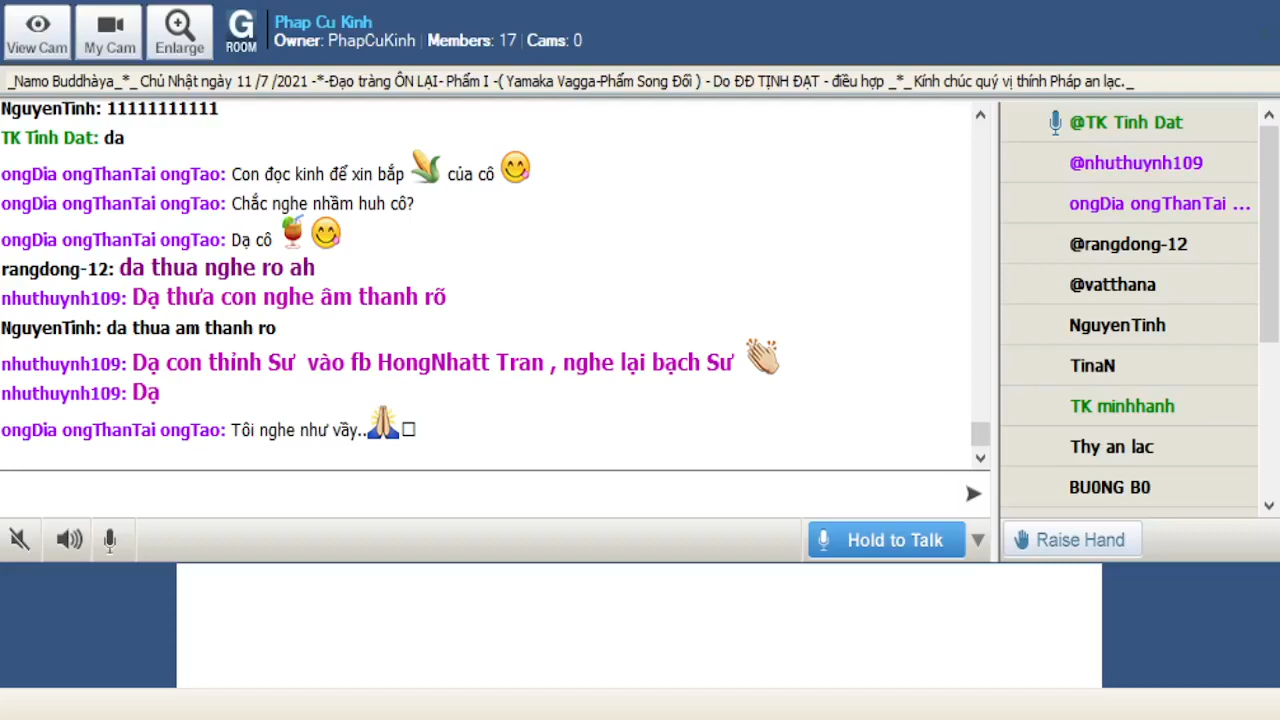 View Cam
My Cam
Enlarge
G
ROOM
Phap Cu Kinh
Owner: PhapCuKinh | Members: 17 | Cams: 0
_Namo Buddhàya_*_ Chủ Nhật ngày 11 /7 /2021 -*-Đạo tràng ÔN LẠI- Phẩm I -( Yamaka Vagga-Phẩm Song Đối ) - Do ĐĐ TỊNH ĐẠT - điều hợp _*_Kính chúc quý vị thính Pháp an lạc._
NguyenTinh: 11111111111
TK Tinh Dat: da
ongDia ongThanTai ongTao: Con đọc kinh để xin bắp 🌽 của cô 😋
ongDia ongThanTai ongTao: Chắc nghe nhầm huh cô?
ongDia ongThanTai ongTao: Dạ cô 🍹😋
rangdong-12: da thua nghe ro ah
nhuthuynh109: Dạ thưa con nghe âm thanh rõ
NguyenTinh: da thua am thanh ro
nhuthuynh109: Dạ con thỉnh Sư vào fb HongNhatt Tran , nghe lại bạch Sư 👏
nhuthuynh109: Dạ
ongDia ongThanTai ongTao: Tôi nghe như vầy..🙏□
@TK Tinh Dat
@nhuthuynh109
ongDia ongThanTai ...
@rangdong-12
@vatthana
NguyenTinh
TinaN
TK minhhanh
Thy an lac
BU0NG B0
Hold to Talk
Raise Hand